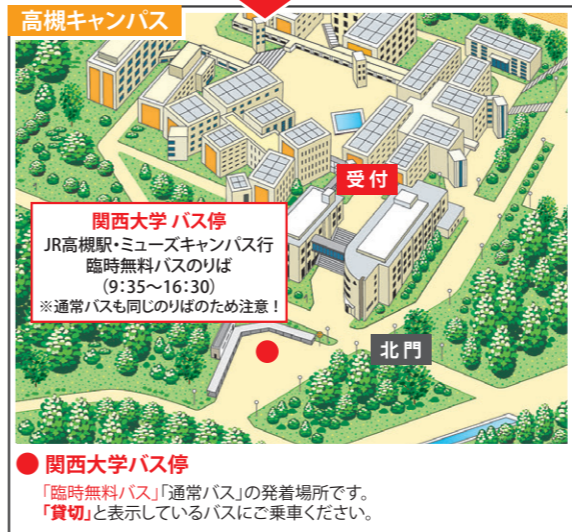 高槻キャンパス
受付
関西大学 バス停
JR高槻駅・ミューズキャンパス行
臨時無料バスのりば
（9：35～16：30）
※通常バスも同じのりばのため注意！
北門
● 関西大学バス停
「臨時無料バス」「通常バス」の発着場所です。
「貸切」と表示しているバスにご乗車ください。